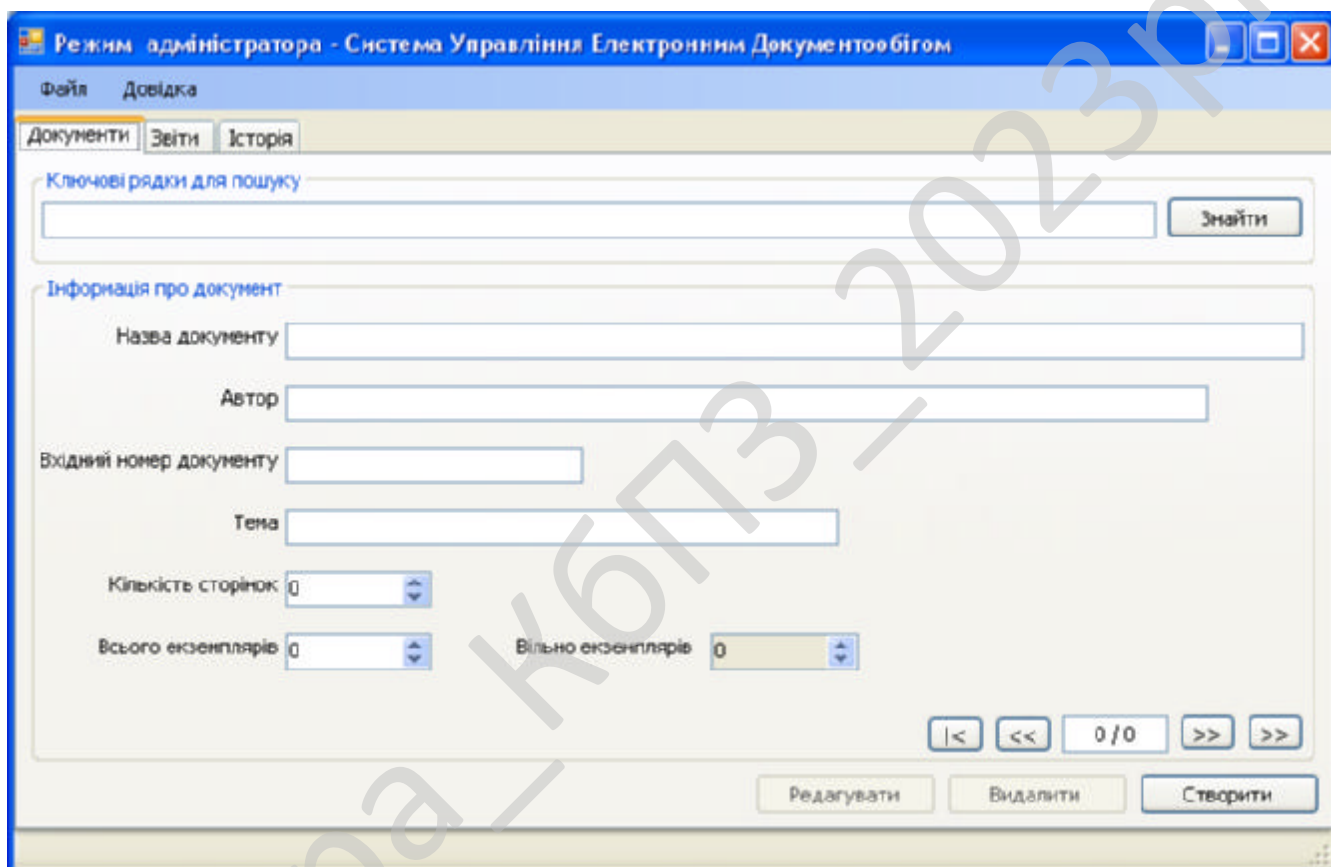 Режим адміністратора - Система Управління Електронним Документообігом
Файл Довідка
Документи Звіти Історія
Ключові рядки для пошуку
Знайти
Інформація про документ
Назва документу
Автор
Вхідний номер документу
Тема
Кількість сторінок 0
Всього екземплярів 0 Вільно екземплярів 0
|< << 0 / 0 >> >>
Редагувати Видалити Створити
ра_КбПЗ_2023р